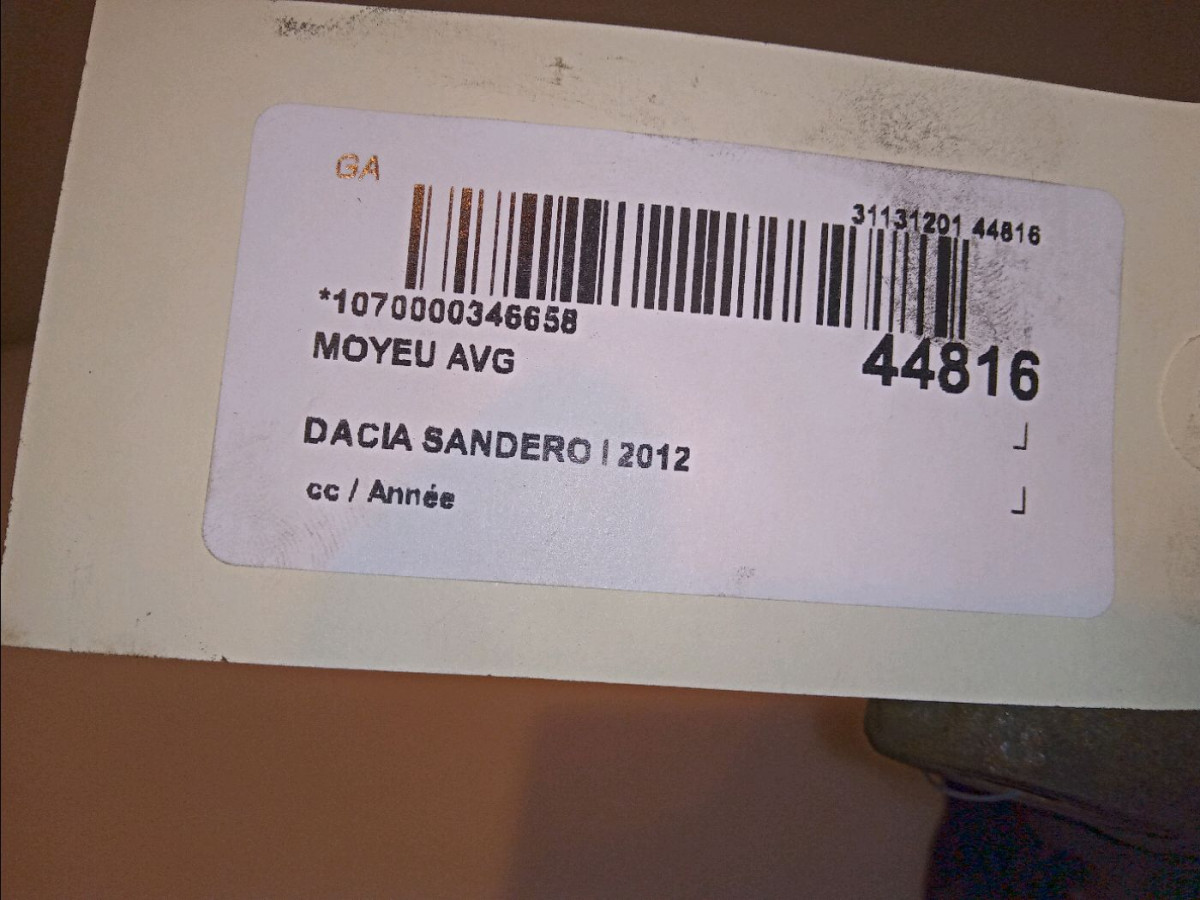 GA
31131201 44816
*1070000346658
MOYEU AVG
44816
DACIA SANDERO I 2012
cc / Année